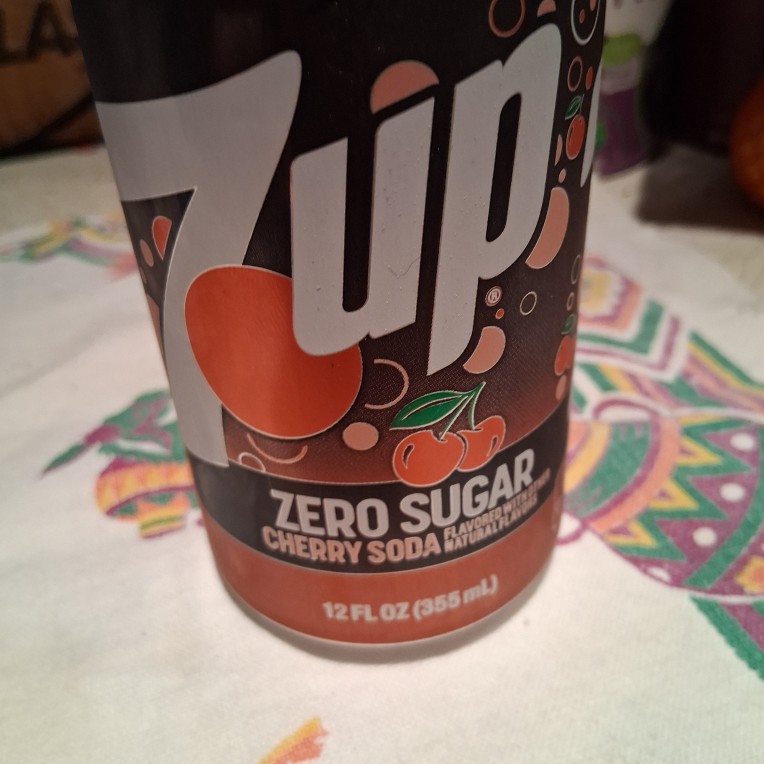 7up
®
ZERO SUGAR
CHERRY SODA
FLAVORED WITH OTHER
NATURAL FLAVORS
12 FL OZ (355 mL)